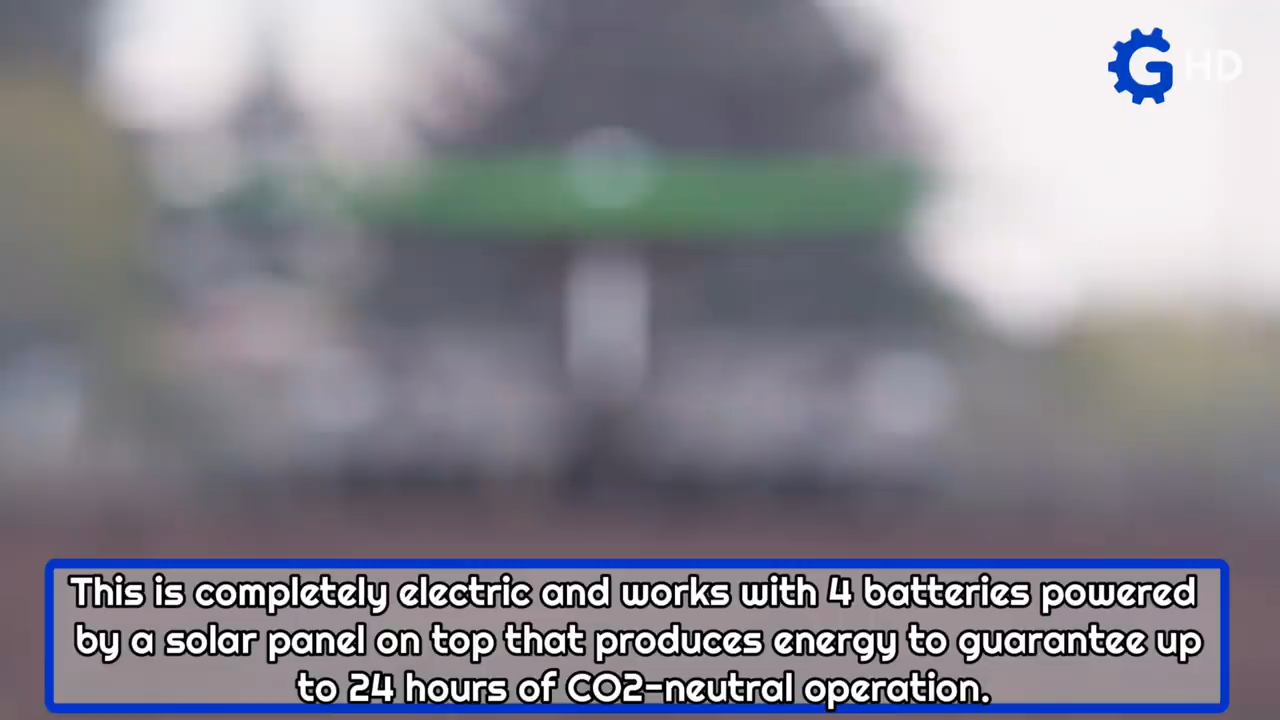 G HD
This is completely electric and works with 4 batteries powered
by a solar panel on top that produces energy to guarantee up
to 24 hours of CO2-neutral operation.